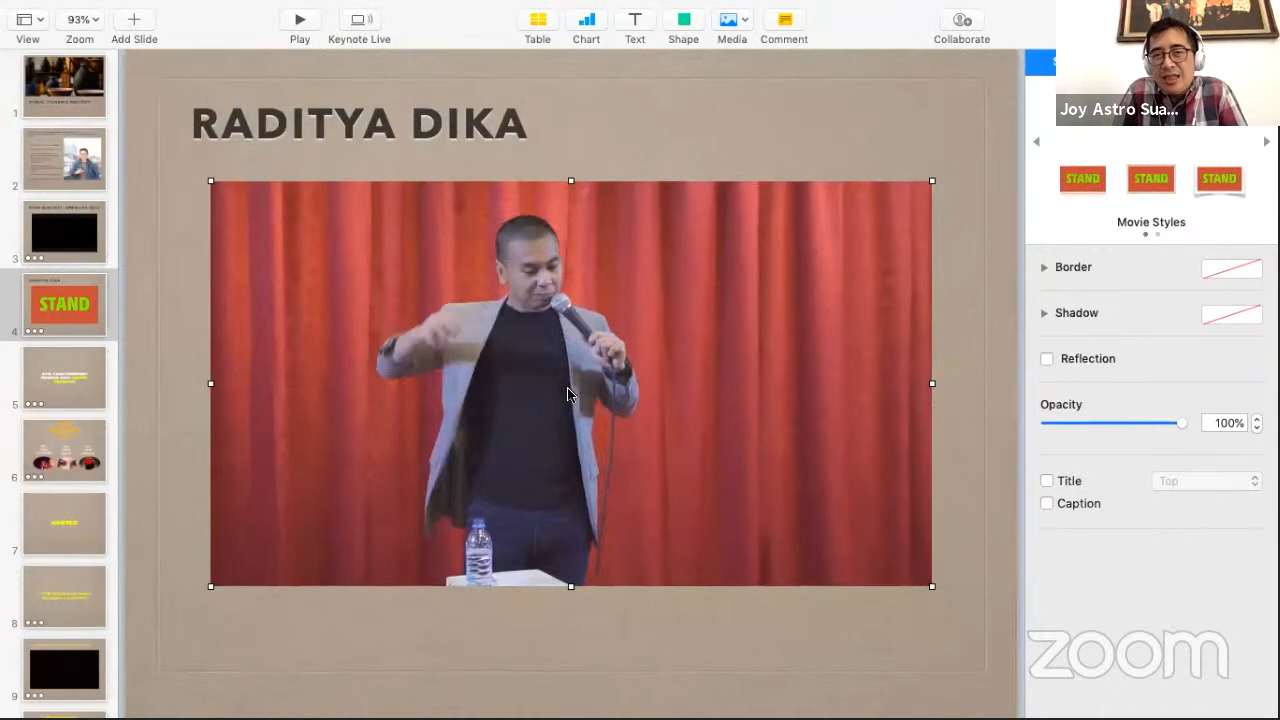 View
93%
Zoom
Add Slide
Play
Keynote Live
Table
Chart
Text
Shape
Media
Comment
Collaborate
Joy Astro Sua...
RADITYA DIKA
STAND
STAND
STAND
Movie Styles
Border
Shadow
Reflection
Opacity
100%
Title
Top
Caption
zoom
1
2
3
4
STAND
5
6
7
8
9